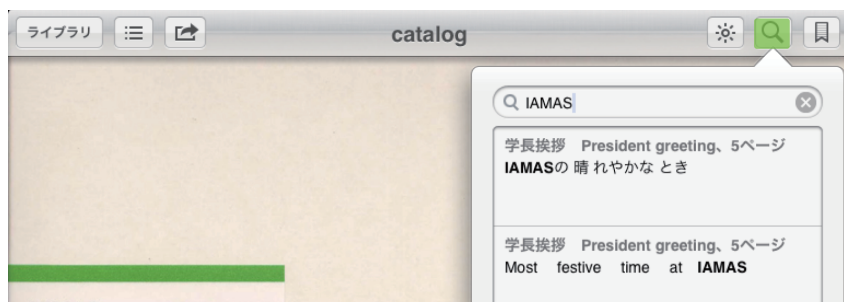 ライブラリ
catalog
IAMAS
学長挨拶　President greeting、5ページ
IAMASの 晴 れやかな とき
学長挨拶　President greeting、5ページ
Most festive time at IAMAS